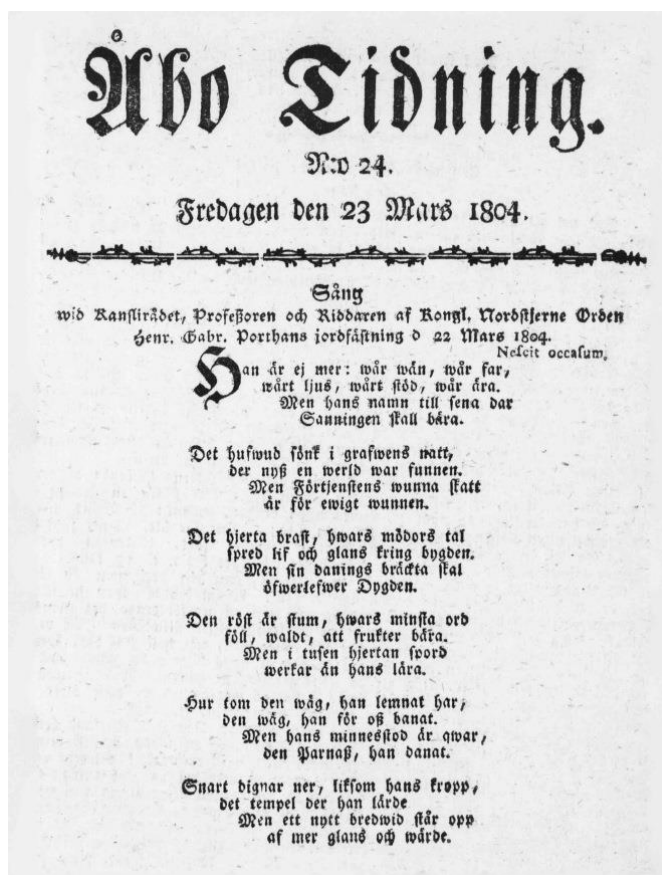 Åbo Tidning.
N:o 24.
Fredagen den 23 Mars 1804.
Sång
wid Kanslirådet, Profeßoren och Riddaren af Kongl. Nordstjerne Orden
Henr. Gabr. Porthans jordfästning d 22 Mars 1804.
Nescit occasum.
Han är ej mer: wår wän, wår far,
wårt ljus, wårt stöd, wår ära.
Men hans namn till sena dar
Sanningen skall bära.
Det hufwud sönk i grafwens natt,
der nyß en werld war funnen.
Men Förtjenstens wunna skatt
är för ewigt wunnen.
Det hjerta brast, hwars mödors tal
spred lif och glans kring bygden.
Men sin danings bräckta skal
öfwerlefwer Dygden.
Den röst är stum, hwars minsta ord
föll, waldt, att frukter bära.
Men i tusen hjertan spord
werkar än hans lära.
Hur tom den wäg, han lemnat har,
den wäg, han för oß banat.
Men hans minnesstod är qwar,
den Parnaß, han danat.
Snart dignar ner, liksom hans kropp,
det tempel der han lärde
Men ett nytt bredwid står opp
af mer glans och wärde.